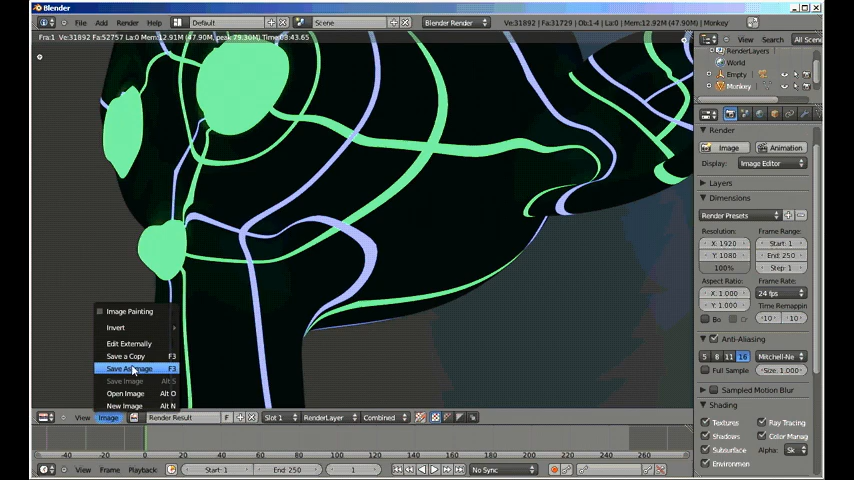 Blender
File Add Render Help Default Scene Blender Render Ve:31892 | Fa:31729 | Ob:1-4 | La:0 | Mem:12.92M (47.90M) | Monkey
Fra:1 Ve:31892 Fa:52757 La:0 Mem:12.91M (47.90M, peak 79.36M) Time:03:43.65
View Search All Scen
RenderLayers
World
Empty
Monkey
Render
Image Animation
Display: Image Editor
Layers
Dimensions
Render Presets
Resolution: Frame Range:
X: 1920 Start: 1
Y: 1080 End: 250
100% Step: 1
Aspect Ratio: Frame Rate:
X: 1.000 24 fps
Y: 1.000 Time Remappin
Bo 10 10
Anti-Aliasing
5 8 11 16 Mitchell-Ne
Full Sample Size: 1.000
Sampled Motion Blur
Shading
Textures Ray Tracing
Shadows Color Manag
Subsurface Alpha: Sk
Environmen
Image Painting
Invert
Edit Externally
Save a Copy F3
Save As Image F3
Save Image Alt S
Open Image Alt O
New Image Alt N
View Image Render Result F Slot 1 RenderLayer Combined
-40 -20 0 20 40 60 80 100 120 140 160 180 200 220 240 260
View Frame Playback Start: 1 End: 250 1 No Sync